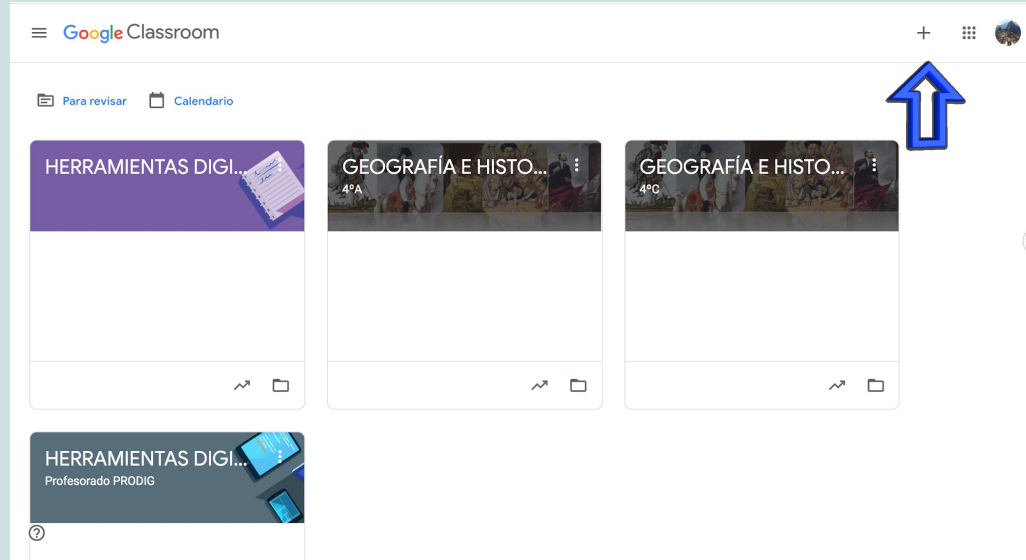 Google Classroom
Para revisar
Calendario
HERRAMIENTAS DIGI...
GEOGRAFÍA E HISTO...
4ºA
GEOGRAFÍA E HISTO...
4ºC
HERRAMIENTAS DIGI...
Profesorado PRODIG